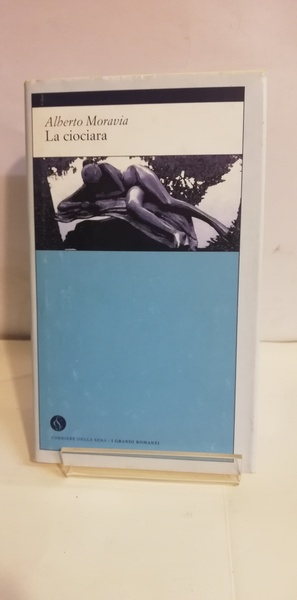 Alberto Moravia
La ciociara
CORRIERE DELLA SERA - I GRANDI ROMANZI